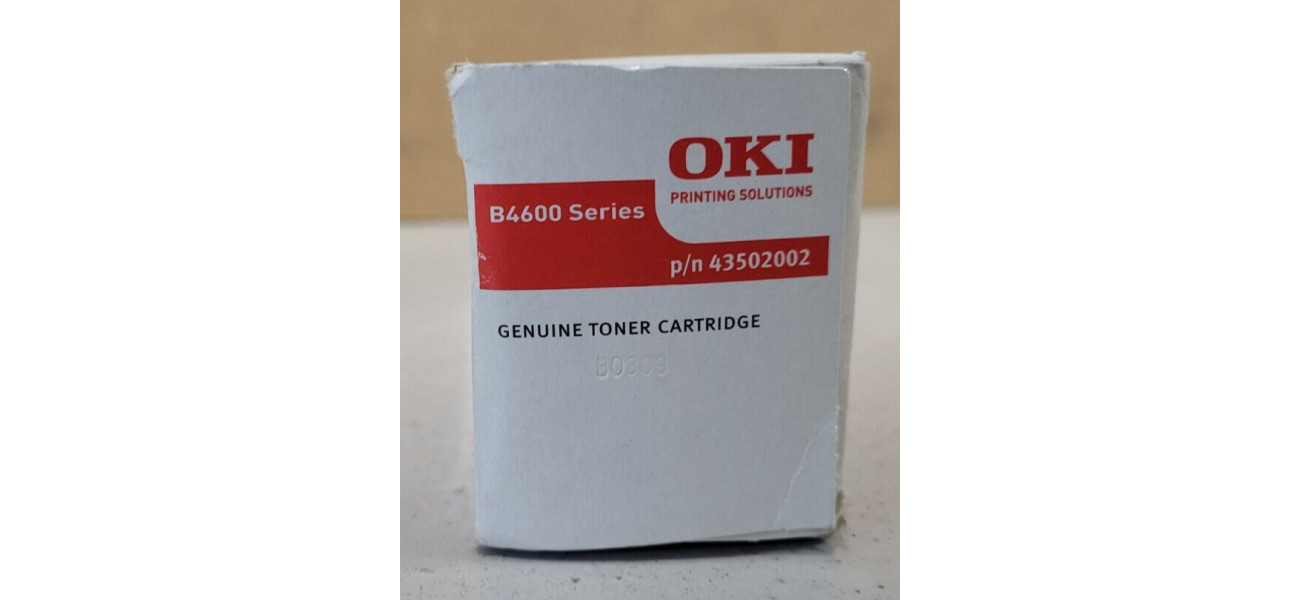 OKI
PRINTING SOLUTIONS
B4600 Series
p/n 43502002
GENUINE TONER CARTRIDGE